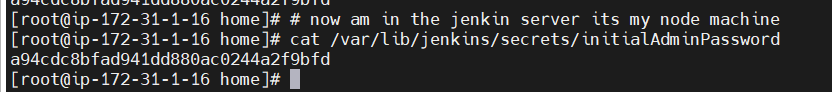 a94cdc8bfad941dd880ac0244a2f9bfd
[root@ip-172-31-1-16 home]# # now am in the jenkin server its my node machine
[root@ip-172-31-1-16 home]# cat /var/lib/jenkins/secrets/initialAdminPassword
a94cdc8bfad941dd880ac0244a2f9bfd
[root@ip-172-31-1-16 home]#